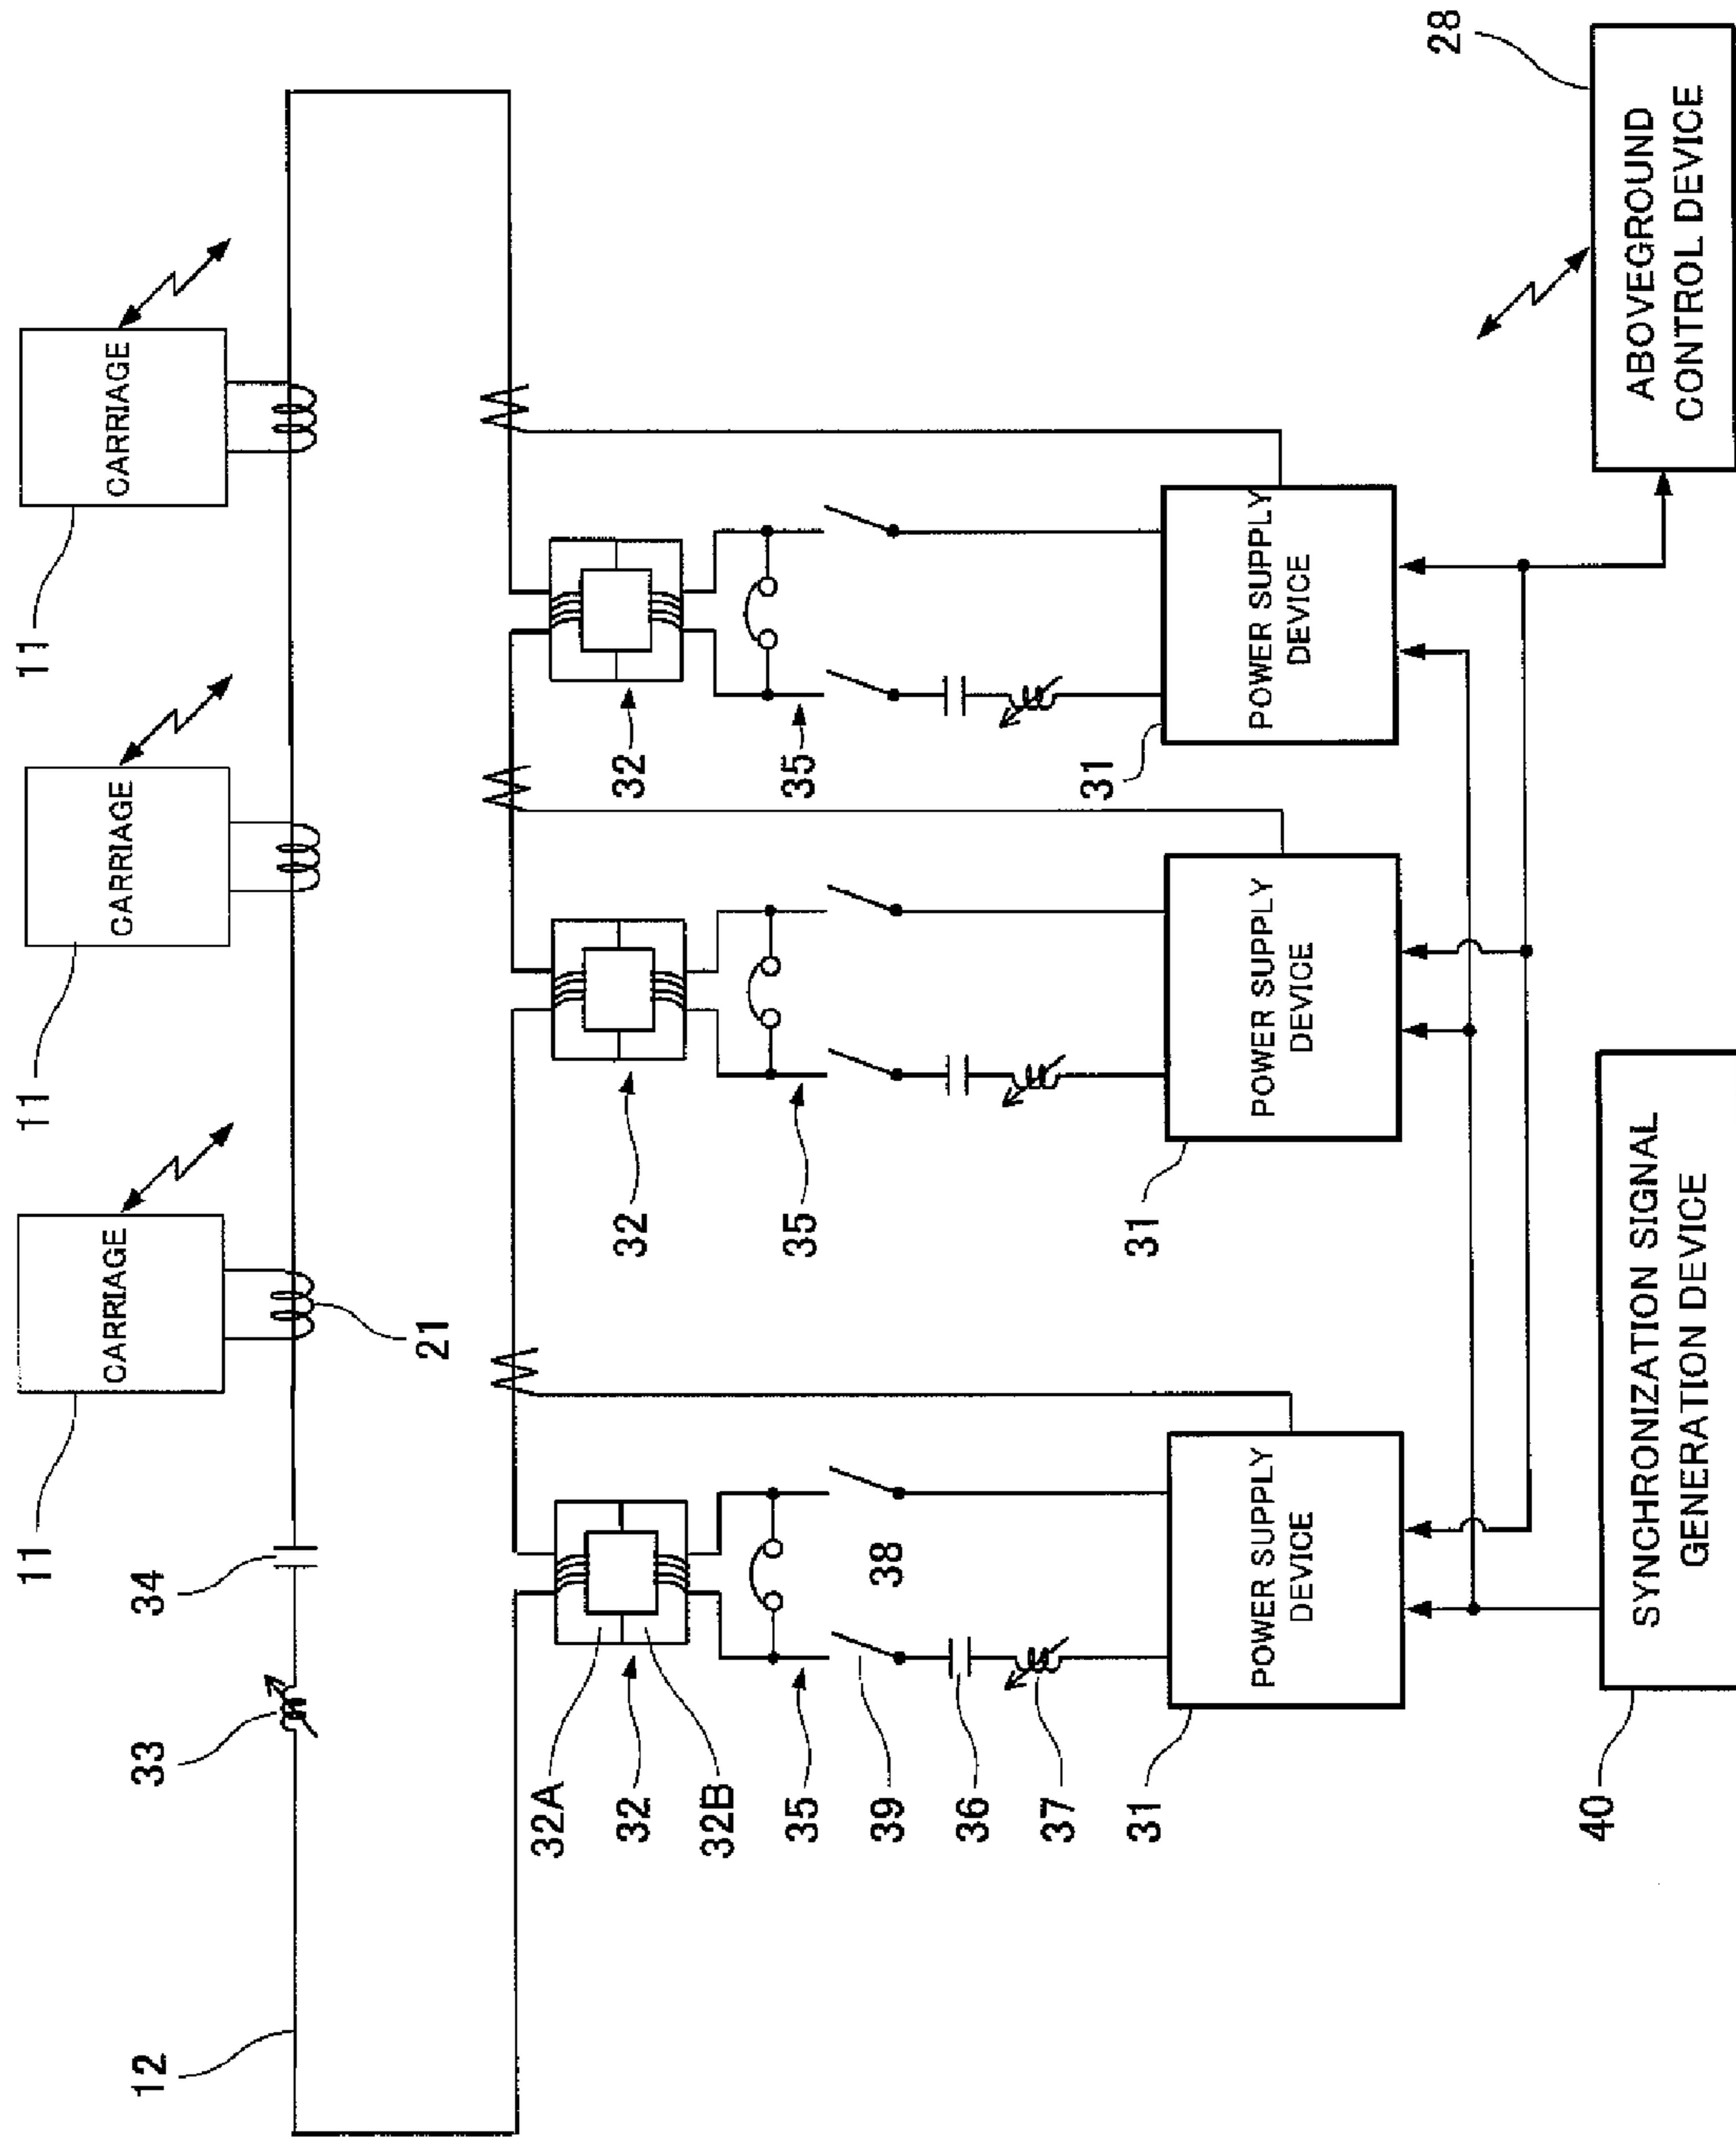 11
11
11
CARRIAGE
CARRIAGE
CARRIAGE
12
33
34
21
32A
32
32
32
32B
35
35
35
39
38
36
37
31
31
31
POWER SUPPLY
DEVICE
POWER SUPPLY
DEVICE
POWER SUPPLY
DEVICE
28
40
SYNCHRONIZATION SIGNAL
GENERATION DEVICE
ABOVEGROUND
CONTROL DEVICE